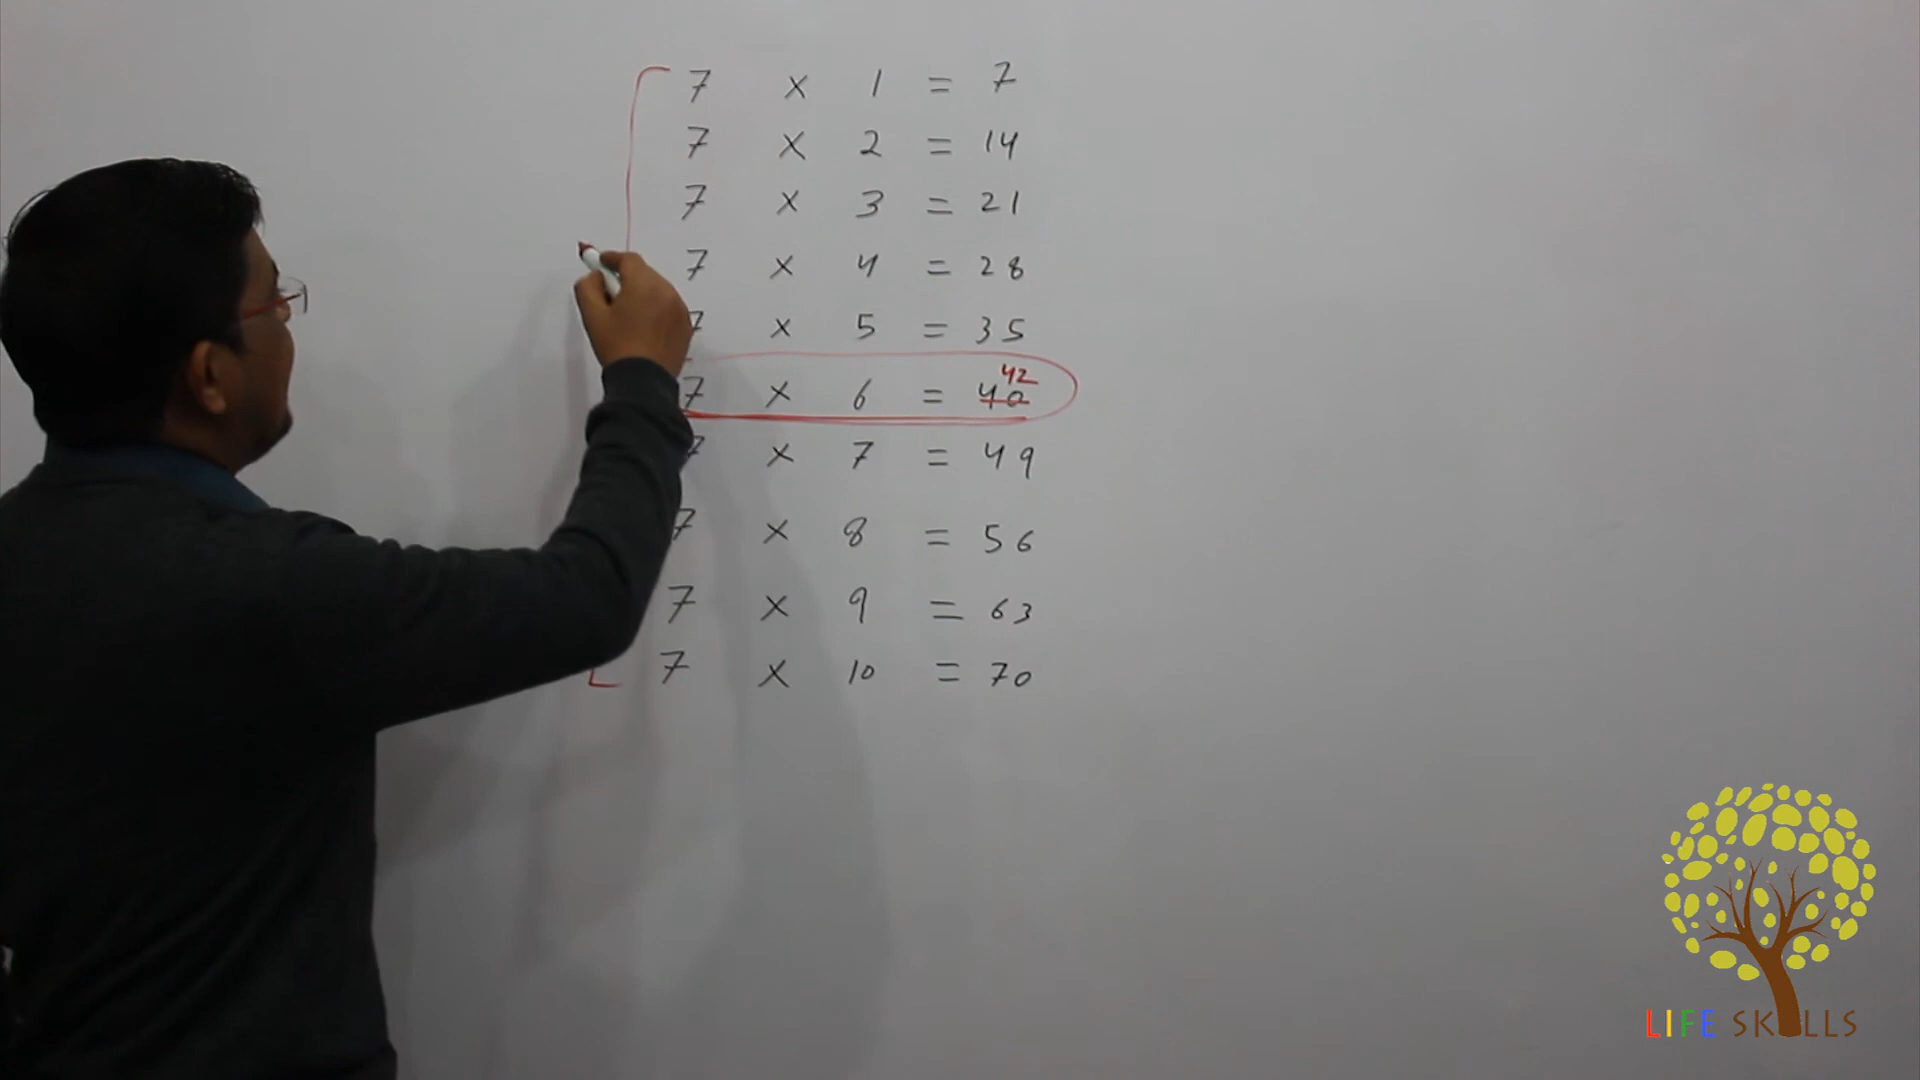 7 × 1 = 7
7 × 2 = 14
7 × 3 = 21
7 × 4 = 28
7 × 5 = 35
42
7 × 6 = 40
7 × 7 = 49
7 × 8 = 56
7 × 9 = 63
7 × 10 = 70
LIFE SKILLS